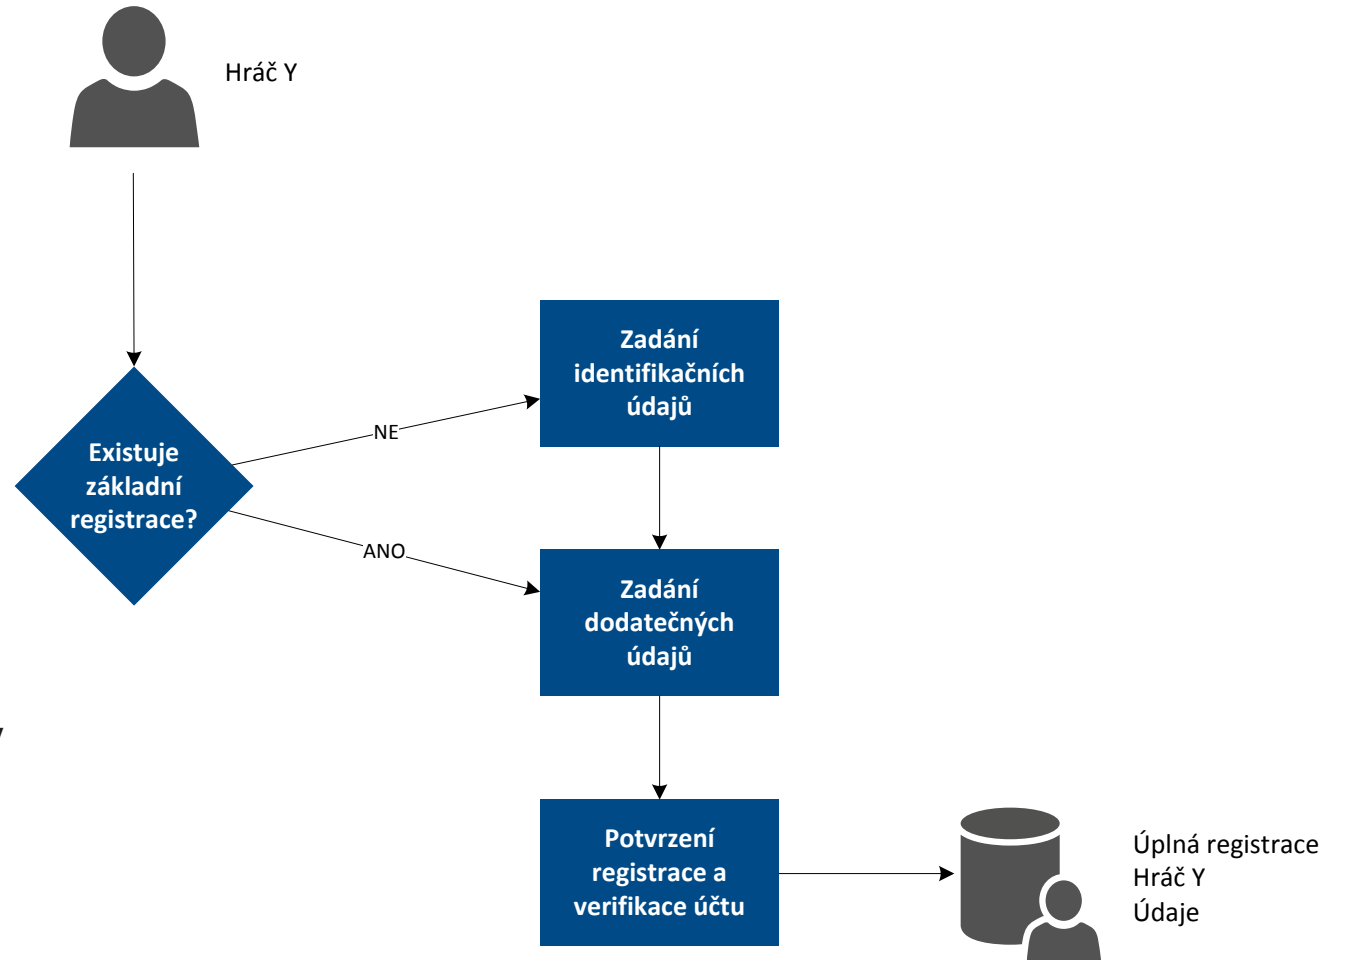 Hráč Y
Zadání
identifikačních
údajů
NE
Existuje
základní
registrace?
ANO
Zadání
dodatečných
údajů
Potvrzení
registrace a
verifikace účtu
Úplná registrace
Hráč Y
Údaje